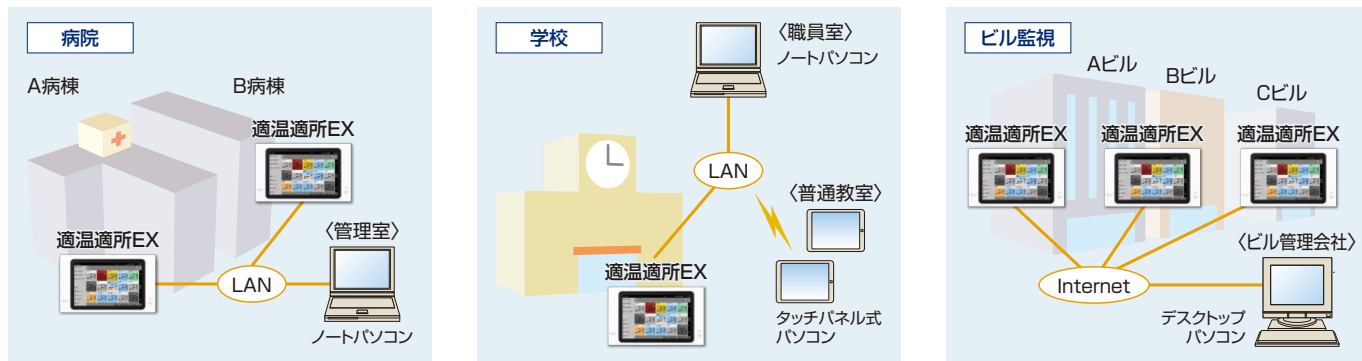 病院
A病棟
B病棟
適温適所EX
適温適所EX
〈管理室〉
LAN
ノートパソコン
学校
〈職員室〉
ノートパソコン
LAN
〈普通教室〉
適温適所EX
タッチパネル式
パソコン
ビル監視
Aビル
Bビル
Cビル
適温適所EX
適温適所EX
適温適所EX
〈ビル管理会社〉
Internet
デスクトップ
パソコン